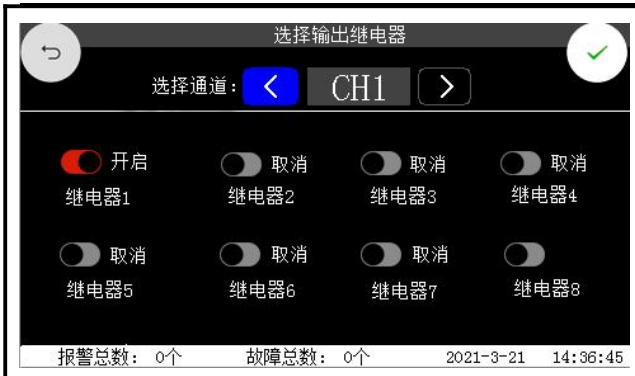 选择输出继电器
选择通道: CH1
开启 取消 取消 取消
继电器1 继电器2 继电器3 继电器4
取消 取消 取消
继电器5 继电器6 继电器7 继电器8
报警总数: 0个 故障总数: 0个 2021-3-21 14:36:45